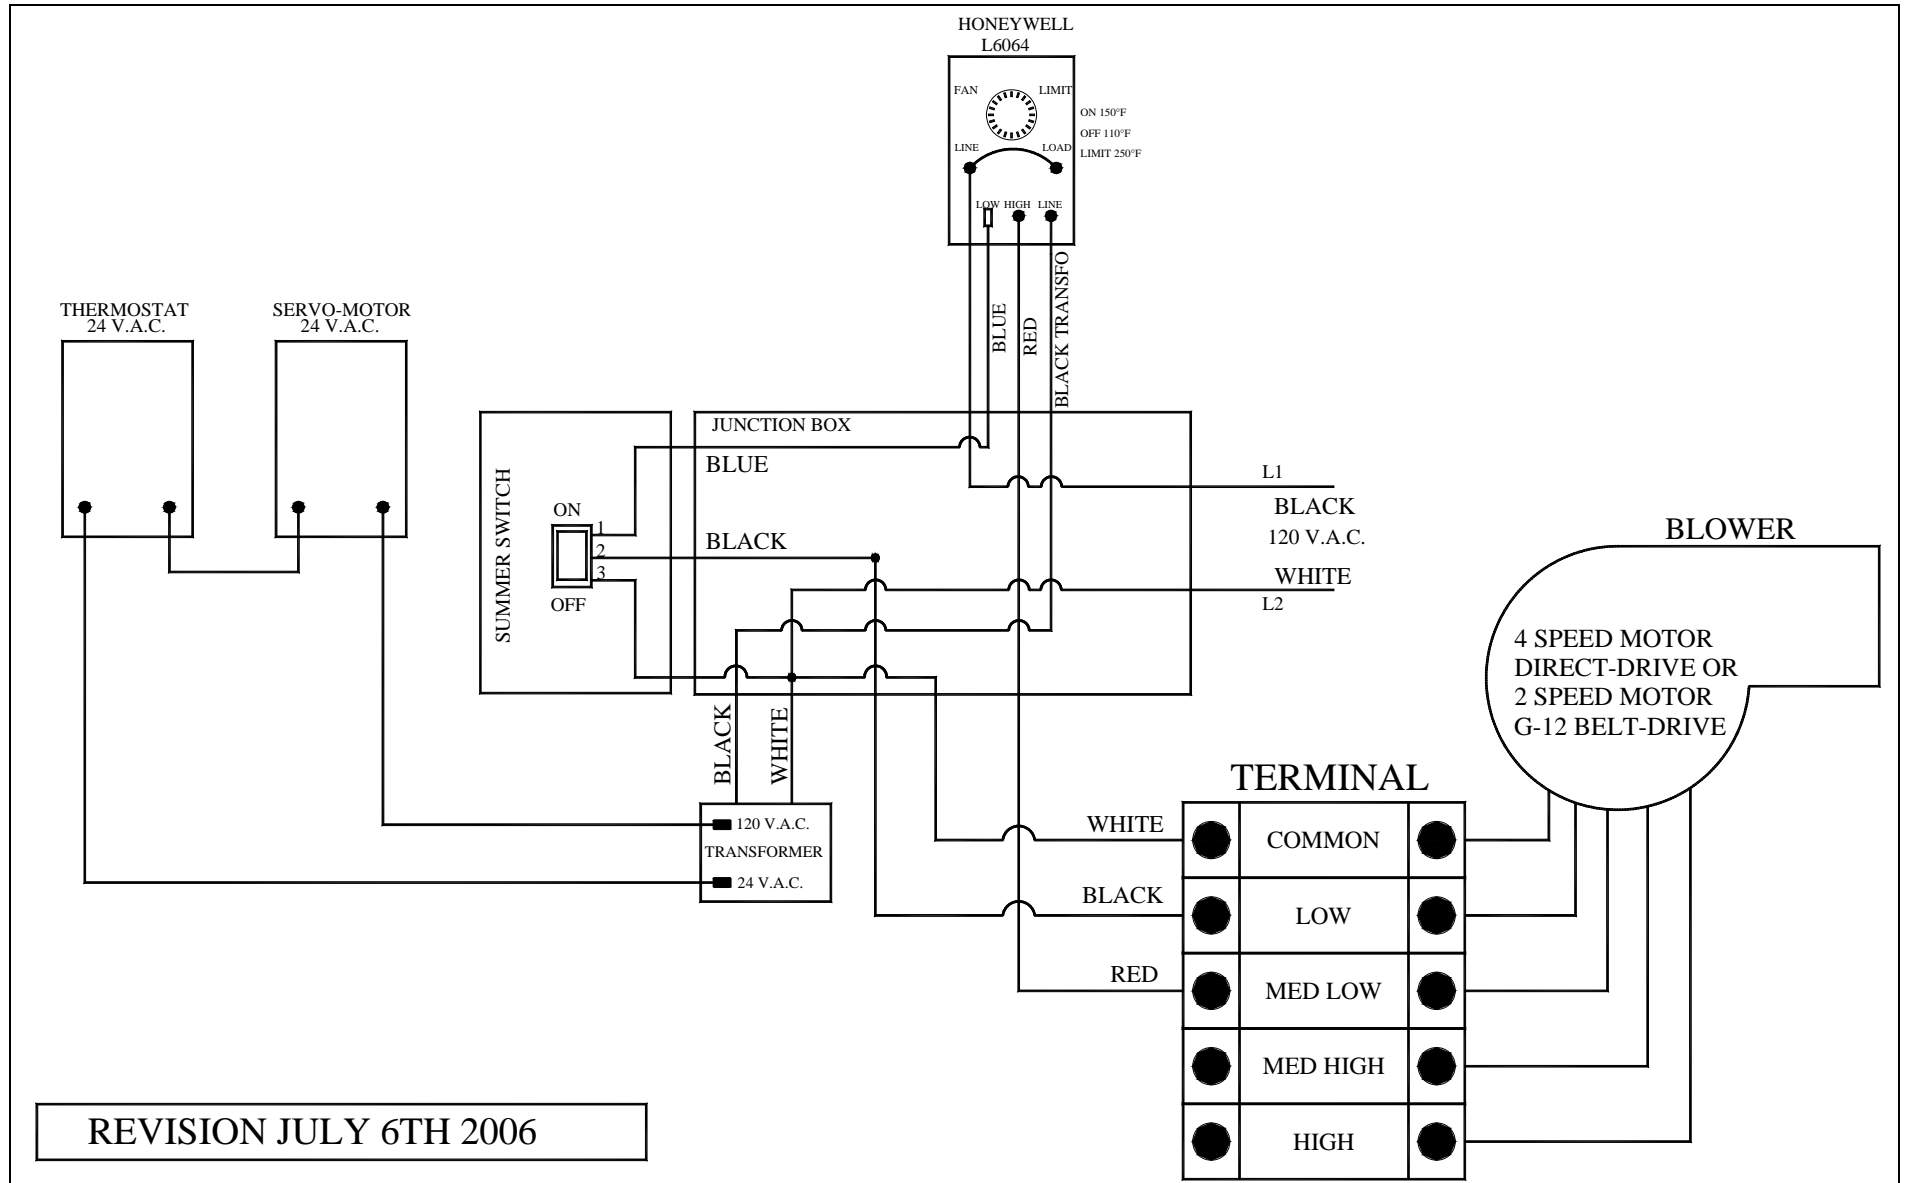 HONEYWELL
L6064
FAN
LIMIT
ON 150°F
OFF 110°F
LINE
LOAD
LIMIT 250°F
LOW
HIGH
LINE
BLUE
RED
BLACK TRANSFO
THERMOSTAT
24 V.A.C.
SERVO-MOTOR
24 V.A.C.
SUMMER SWITCH
ON
1
2
3
OFF
JUNCTION BOX
BLUE
BLACK
L1
BLACK
120 V.A.C.
WHITE
L2
BLOWER
4 SPEED MOTOR
DIRECT-DRIVE OR
2 SPEED MOTOR
G-12 BELT-DRIVE
BLACK
WHITE
120 V.A.C.
TRANSFORMER
24 V.A.C.
TERMINAL
WHITE
COMMON
BLACK
LOW
RED
MED LOW
MED HIGH
HIGH
REVISION JULY 6TH 2006